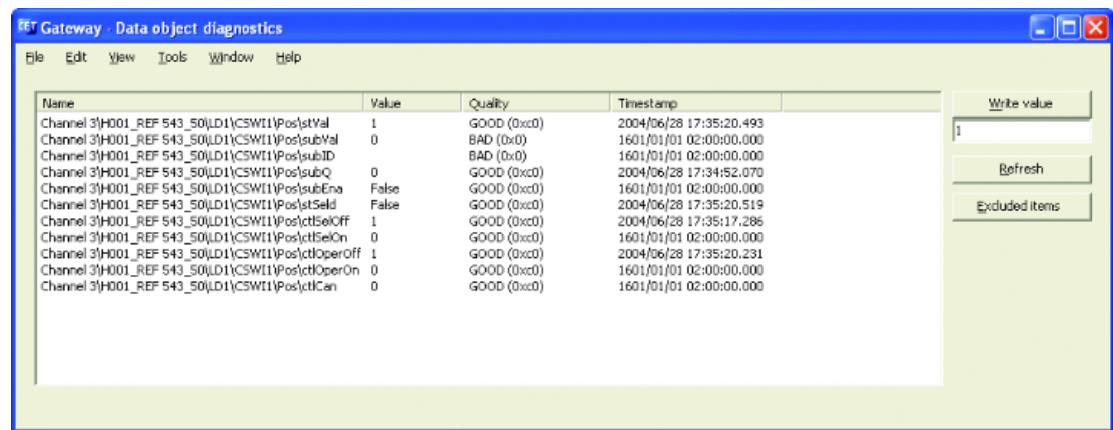 CET Gateway - Data object diagnostics
File Edit View Tools Window Help
Name Value Quality Timestamp
Channel 3\H001_REF 543_50\LD1\CSWI1\Pos\stVal 1 GOOD (0xc0) 2004/06/28 17:35:20.493
Channel 3\H001_REF 543_50\LD1\CSWI1\Pos\subVal 0 BAD (0x0) 1601/01/01 02:00:00.000
Channel 3\H001_REF 543_50\LD1\CSWI1\Pos\subID BAD (0x0) 1601/01/01 02:00:00.000
Channel 3\H001_REF 543_50\LD1\CSWI1\Pos\subQ 0 GOOD (0xc0) 2004/06/28 17:34:52.070
Channel 3\H001_REF 543_50\LD1\CSWI1\Pos\subEna False GOOD (0xc0) 1601/01/01 02:00:00.000
Channel 3\H001_REF 543_50\LD1\CSWI1\Pos\stSeld False GOOD (0xc0) 2004/06/28 17:35:20.519
Channel 3\H001_REF 543_50\LD1\CSWI1\Pos\ctlSelOff 1 GOOD (0xc0) 2004/06/28 17:35:17.286
Channel 3\H001_REF 543_50\LD1\CSWI1\Pos\ctlSelOn 0 GOOD (0xc0) 1601/01/01 02:00:00.000
Channel 3\H001_REF 543_50\LD1\CSWI1\Pos\ctlOperOff 1 GOOD (0xc0) 2004/06/28 17:35:20.231
Channel 3\H001_REF 543_50\LD1\CSWI1\Pos\ctlOperOn 0 GOOD (0xc0) 1601/01/01 02:00:00.000
Channel 3\H001_REF 543_50\LD1\CSWI1\Pos\ctlCan 0 GOOD (0xc0) 1601/01/01 02:00:00.000
Write value
1
Refresh
Excluded items